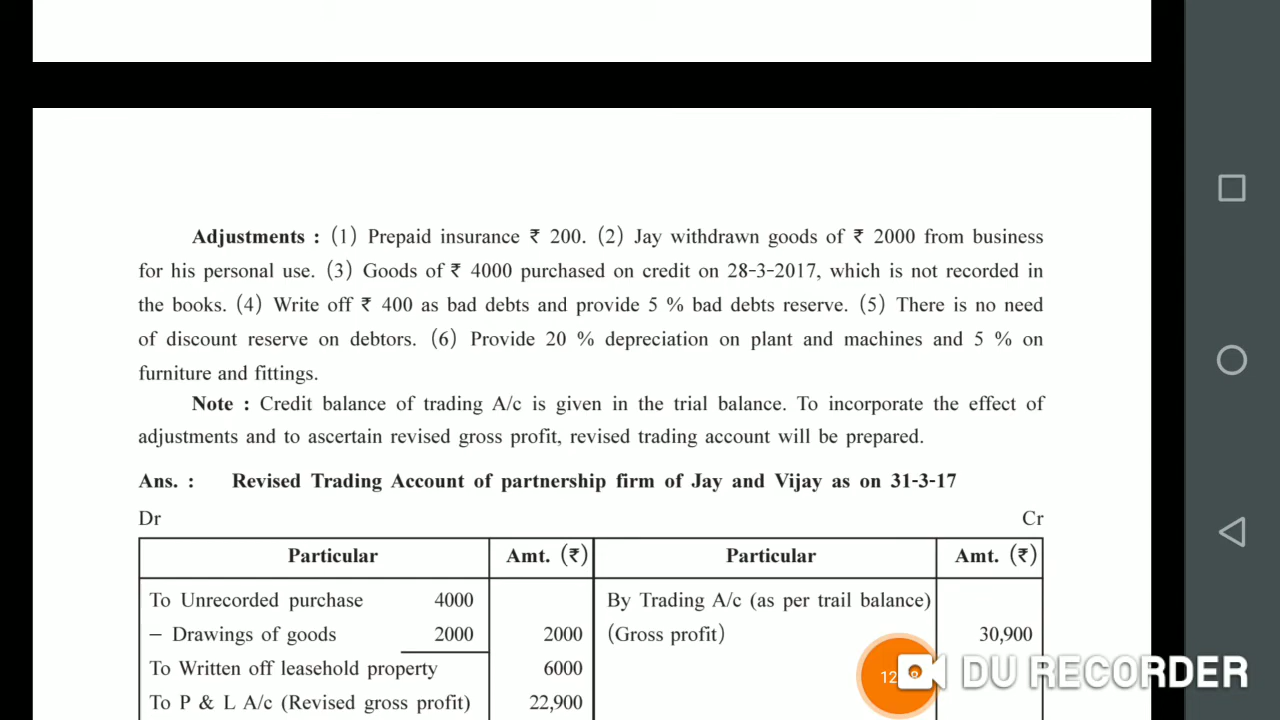 Adjustments : (1) Prepaid insurance ₹ 200. (2) Jay withdrawn goods of ₹ 2000 from business
for his personal use. (3) Goods of ₹ 4000 purchased on credit on 28-3-2017, which is not recorded in
the books. (4) Write off ₹ 400 as bad debts and provide 5 % bad debts reserve. (5) There is no need
of discount reserve on debtors. (6) Provide 20 % depreciation on plant and machines and 5 % on
furniture and fittings.
Note : Credit balance of trading A/c is given in the trial balance. To incorporate the effect of
adjustments and to ascertain revised gross profit, revised trading account will be prepared.
Ans. : Revised Trading Account of partnership firm of Jay and Vijay as on 31-3-17
Dr Cr
Particular Amt. (₹) Particular Amt. (₹)
To Unrecorded purchase 4000 By Trading A/c (as per trail balance)
– Drawings of goods 2000 2000 (Gross profit) 30,900
To Written off leasehold property 6000
To P & L A/c (Revised gross profit) 22,900
DU RECORDER